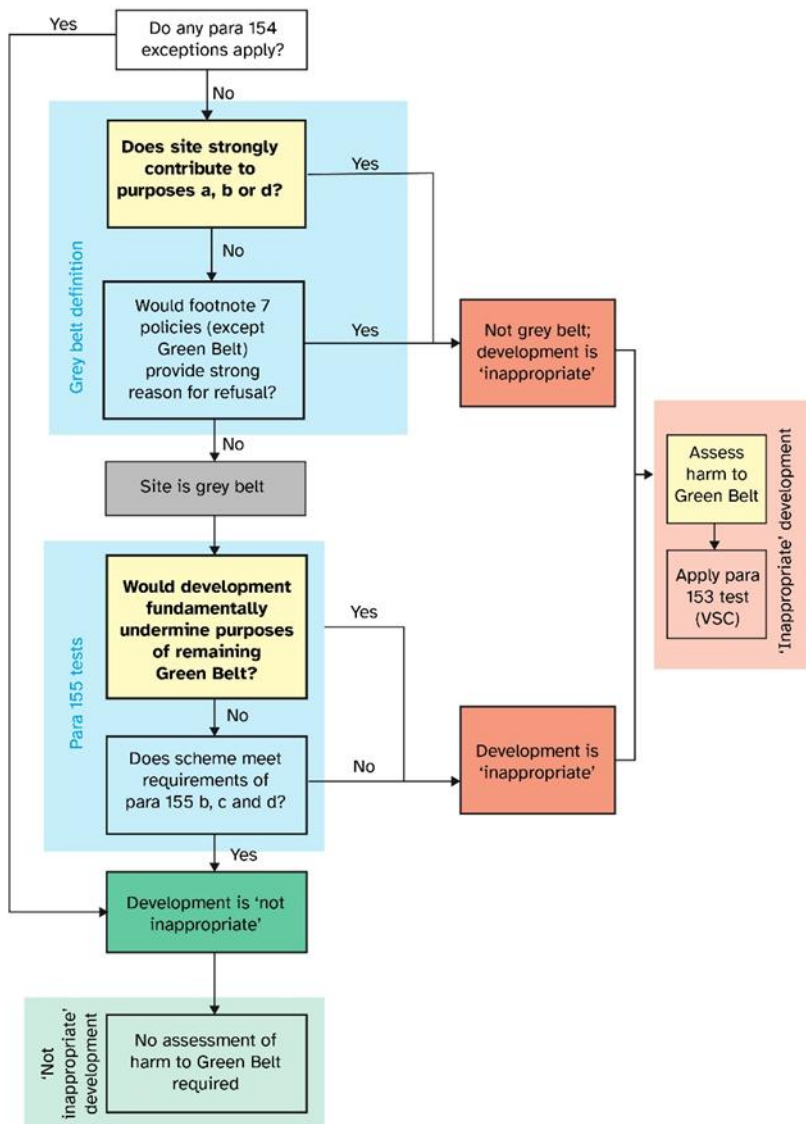 Yes
Do any para 154
exceptions apply?
No
Grey belt definition
Does site strongly
contribute to
purposes a, b or d?
Yes
No
Would footnote 7
policies (except
Green Belt)
provide strong
reason for refusal?
Yes
Not grey belt;
development is
‘inappropriate’
No
Site is grey belt
‘Inappropriate’ development
Assess
harm to
Green Belt
Apply para
153 test
(VSC)
Para 155 tests
Would development
fundamentally
undermine purposes
of remaining
Green Belt?
Yes
No
Does scheme meet
requirements of
para 155 b, c and d?
No
Development is
‘inappropriate’
Yes
Development is ‘not
inappropriate’
‘Not
inappropriate’
development
No assessment of
harm to Green Belt
required